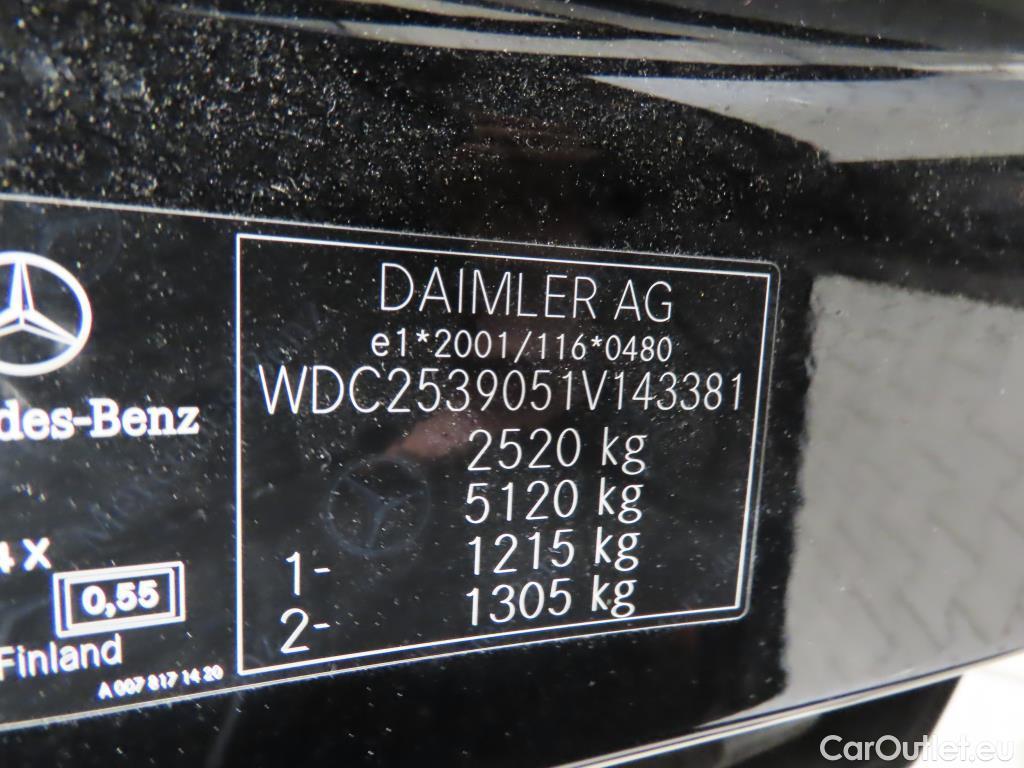 DAIMLER AG
e1*2001/116*0480
WDC2539051V143381
2520 kg
5120 kg
1- 1215 kg
2- 1305 kg
des-Benz
4 X
0,55
Finland
A 007 817 14 20
CarOutlet.eu